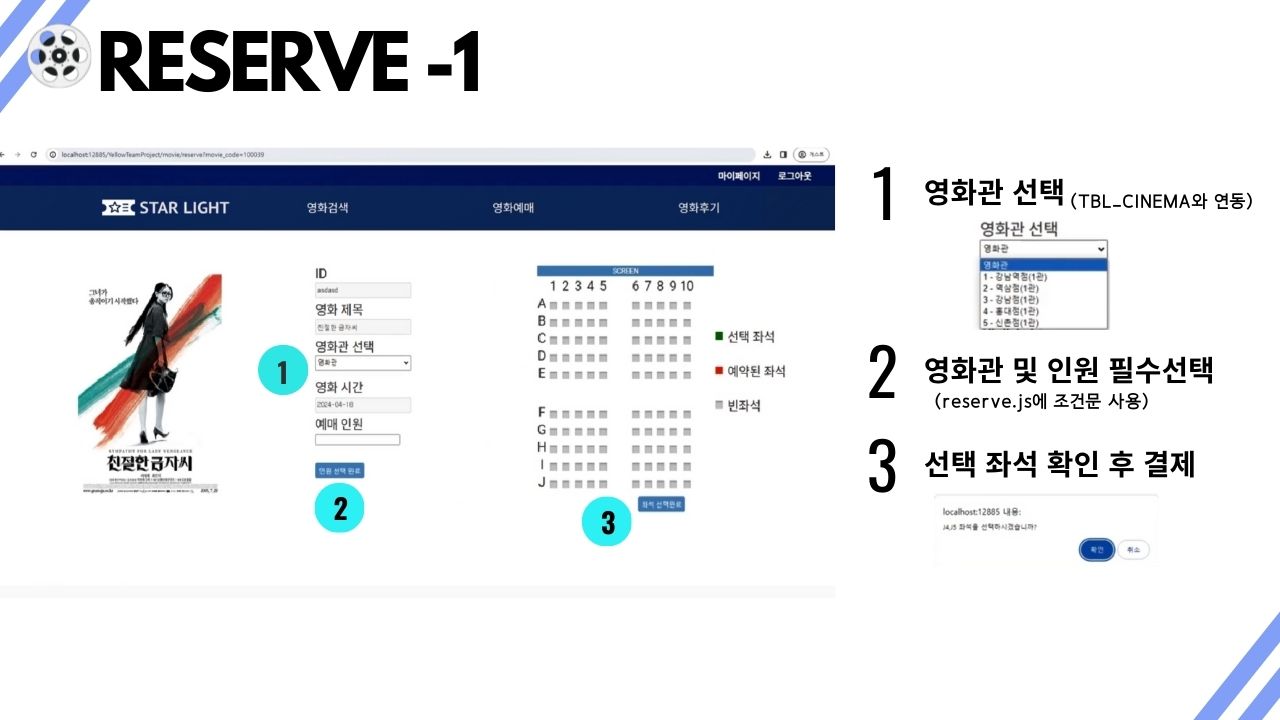 RESERVE -1
localhost:12885/YellowTeamProject/movie/reserve?movie_code=100039
게스트
마이페이지 로그아웃
STAR LIGHT 영화검색 영화예매 영화후기
그녀가
움직이기 시작했다
SYMPATHY FOR LADY VENGEANCE
친절한 금자씨
ID
asdasd
영화 제목
친절한 금자씨
영화관 선택
영화관
영화 시간
2024-04-18
예매 인원
인원 선택 완료
1
2
SCREEN
1 2 3 4 5 6 7 8 9 10
A
B
C
D
E
F
G
H
I
J
좌석 선택완료
3
선택 좌석
예약된 좌석
빈좌석
1 영화관 선택 (TBL_CINEMA와 연동)
영화관 선택
영화관
영화관
1 - 강남역점(1관)
2 - 역삼점(1관)
3 - 강남점(1관)
4 - 홍대점(1관)
5 - 신촌점(1관)
2 영화관 및 인원 필수선택
(reserve.js에 조건문 사용)
3 선택 좌석 확인 후 결제
localhost:12885 내용:
J4,J5 좌석을 선택하시겠습니까?
확인 취소